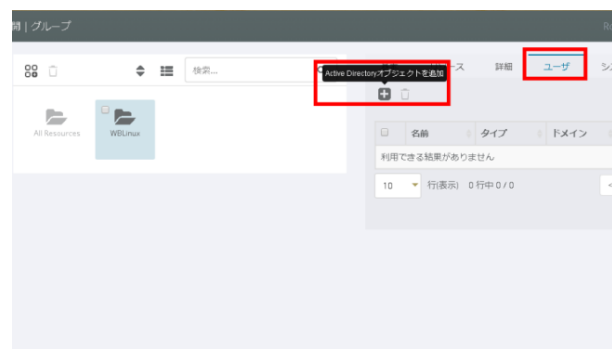 開 | グループ
検索...
Active Directoryオブジェクトを追加
ース
詳細
ユーザ
シス
All Resources
WBLinux
名前
タイプ
ドメイン
利用できる結果がありません
10
行(表示) 0 行中 0 / 0